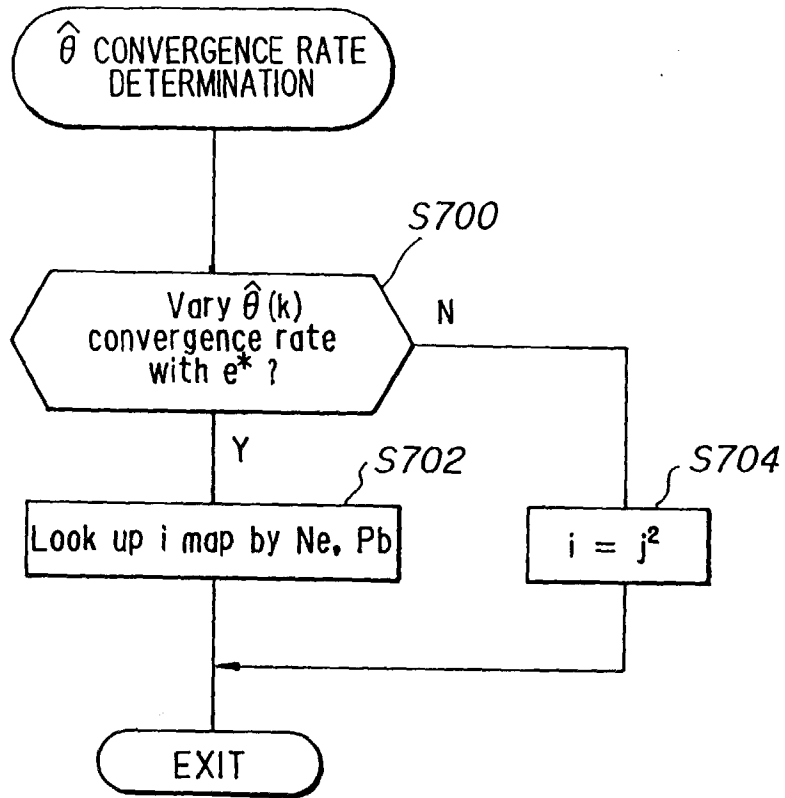 θ̂ CONVERGENCE RATE
DETERMINATION
S700
Vary θ̂(k)
convergence rate
with e* ?
N
Y
S702
S704
Look up i map by Ne, Pb
i = j²
EXIT